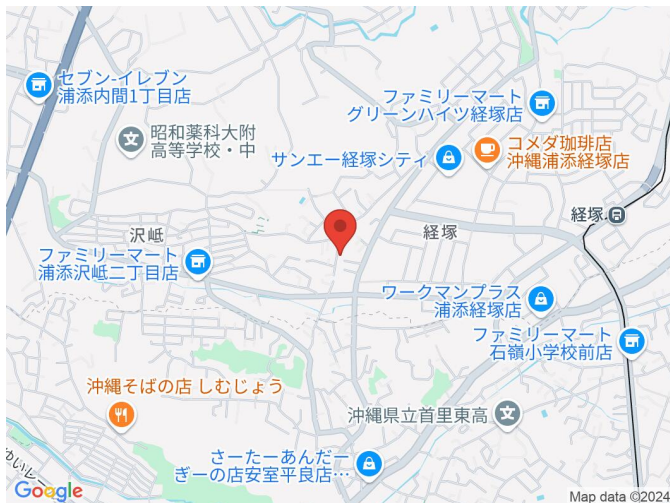 セブン-イレブン
浦添内間1丁目店
昭和薬科大附
高等学校・中
ファミリーマート
グリーンハイツ経塚店
コメダ珈琲店
沖縄浦添経塚店
サンエー経塚シティ
経塚
沢岻
経塚
ファミリーマート
浦添沢岻二丁目店
ワークマンプラス
浦添経塚店
ファミリーマート
石嶺小学校前店
沖縄そばの店 しむじょう
沖縄県立首里東高
さーたーあんだー
ぎーの店安室平良店…
ゆいレー
Google
Map data ©2024